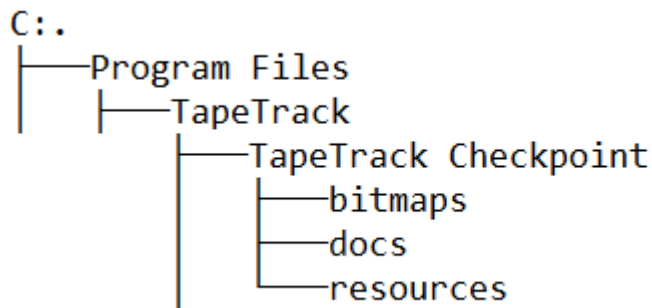 C:.
Program Files
TapeTrack
TapeTrack Checkpoint
bitmaps
docs
resources